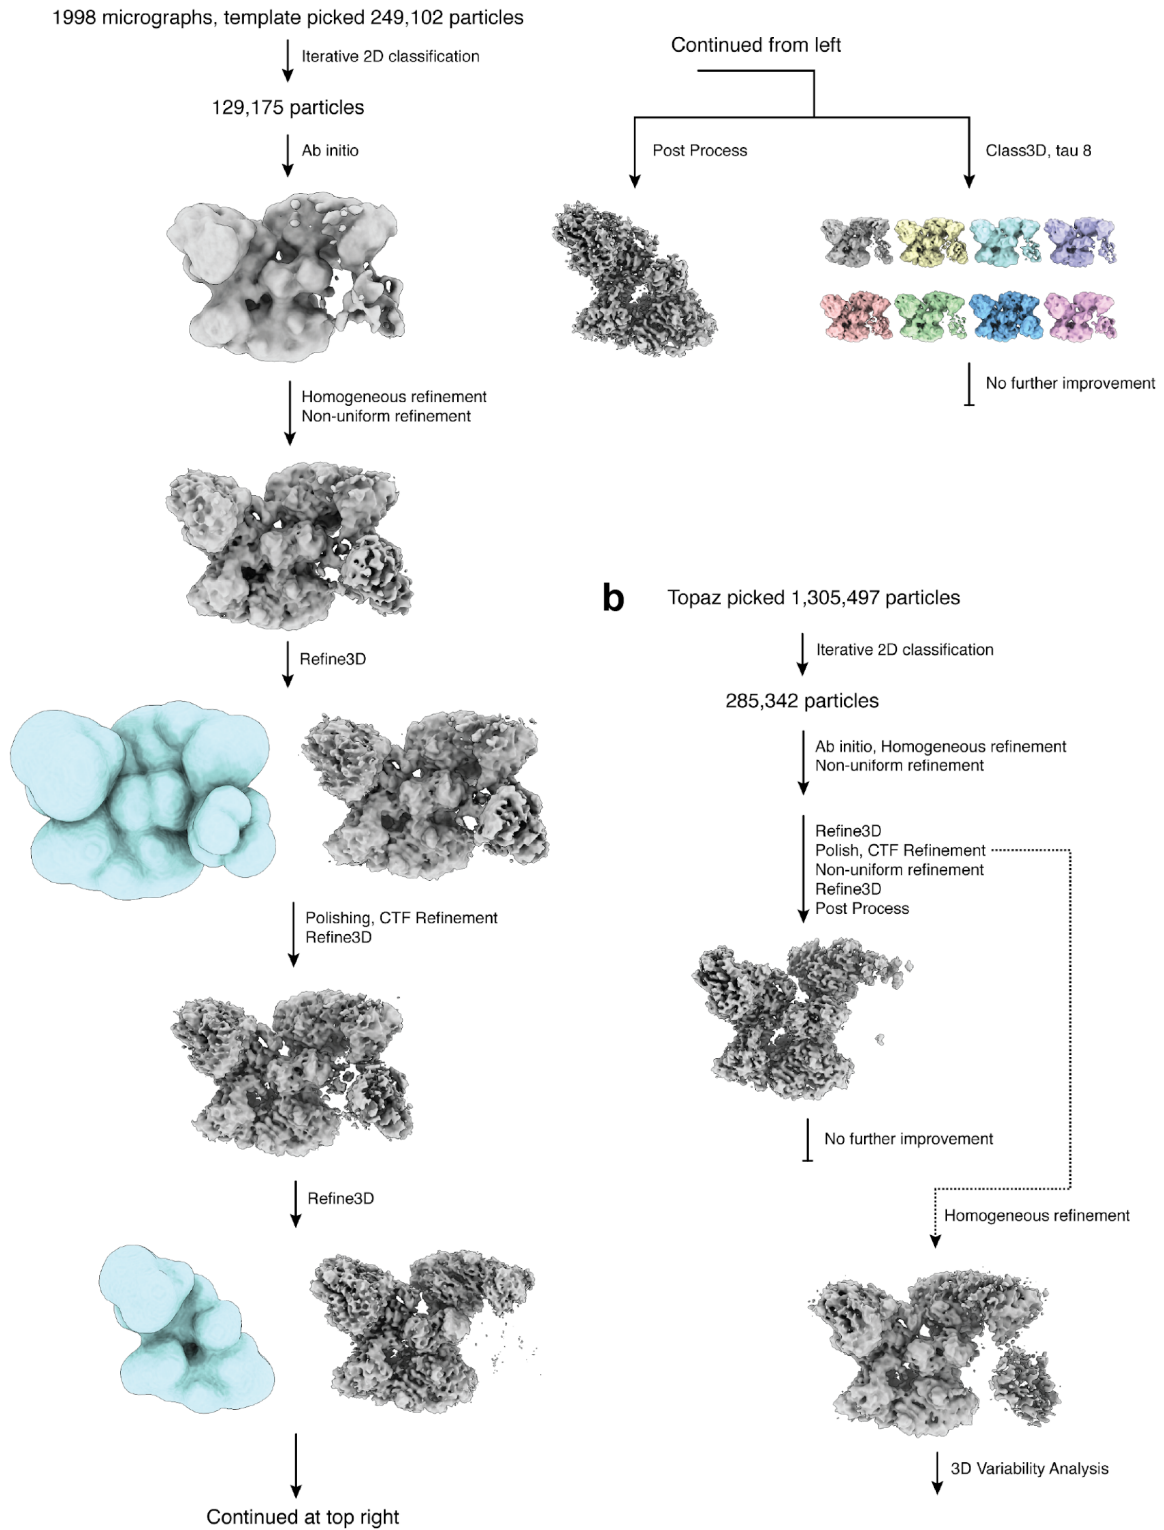 1998 micrographs, template picked 249,102 particles
Iterative 2D classification
129,175 particles
Ab initio
Homogeneous refinement
Non-uniform refinement
Refine3D
Polishing, CTF Refinement
Refine3D
Refine3D
Continued at top right
Continued from left
Post Process
Class3D, tau 8
No further improvement
b
Topaz picked 1,305,497 particles
Iterative 2D classification
285,342 particles
Ab initio, Homogeneous refinement
Non-uniform refinement
Refine3D
Polish, CTF Refinement
Non-uniform refinement
Refine3D
Post Process
No further improvement
Homogeneous refinement
3D Variability Analysis